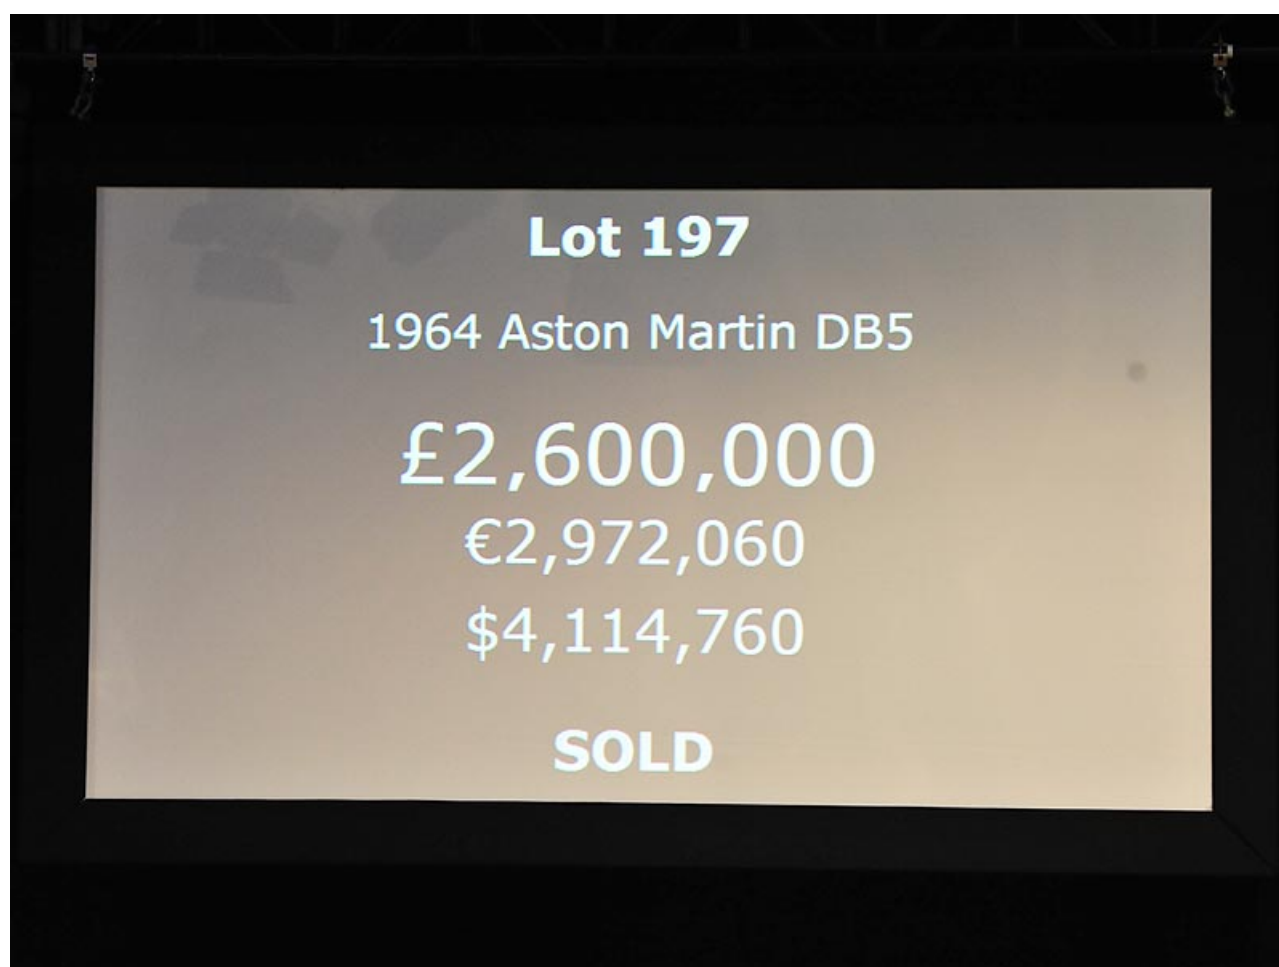 Lot 197
1964 Aston Martin DB5
£2,600,000
€2,972,060
$4,114,760
SOLD